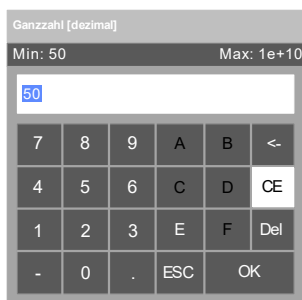 Ganzzahl [dezimal]
Min: 50 Max: 1e+10
50
7 8 9 A B <-
4 5 6 C D CE
1 2 3 E F Del
- 0 . ESC OK